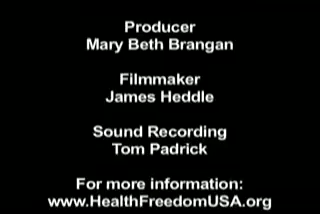 Producer
Mary Beth Brangan
Filmmaker
James Heddle
Sound Recording
Tom Padrick
For more information:
www.HealthFreedomUSA.org